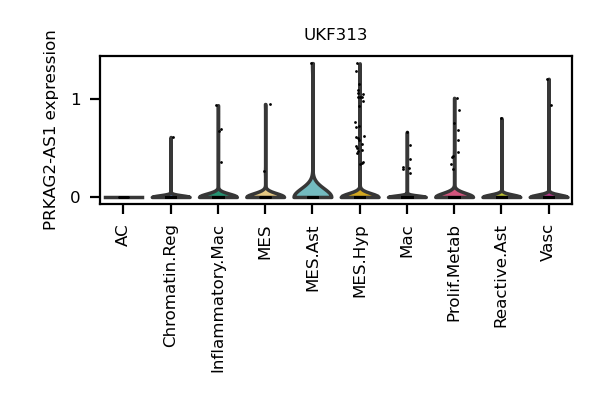 UKF313
PRKAG2-AS1 expression
1
0
AC
Chromatin.Reg
Inflammatory.Mac
MES
MES.Ast
MES.Hyp
Mac
Prolif.Metab
Reactive.Ast
Vasc